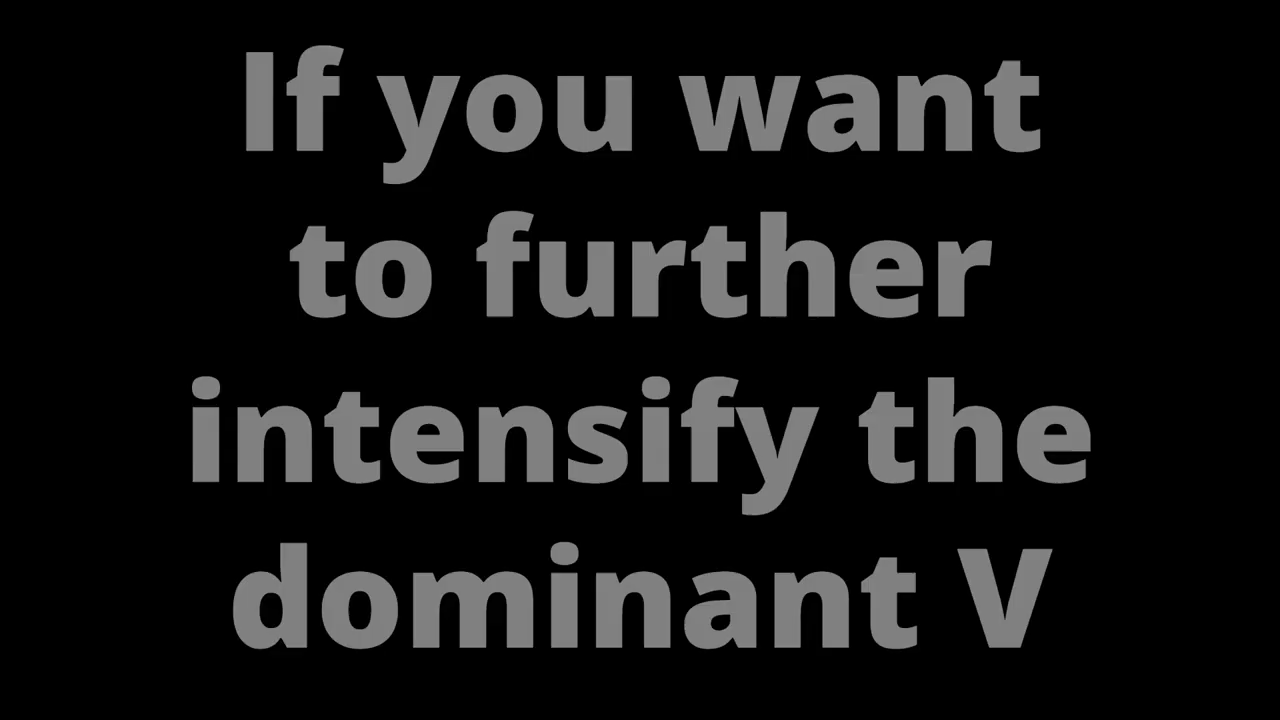 If you want
to further
intensify the
dominant V